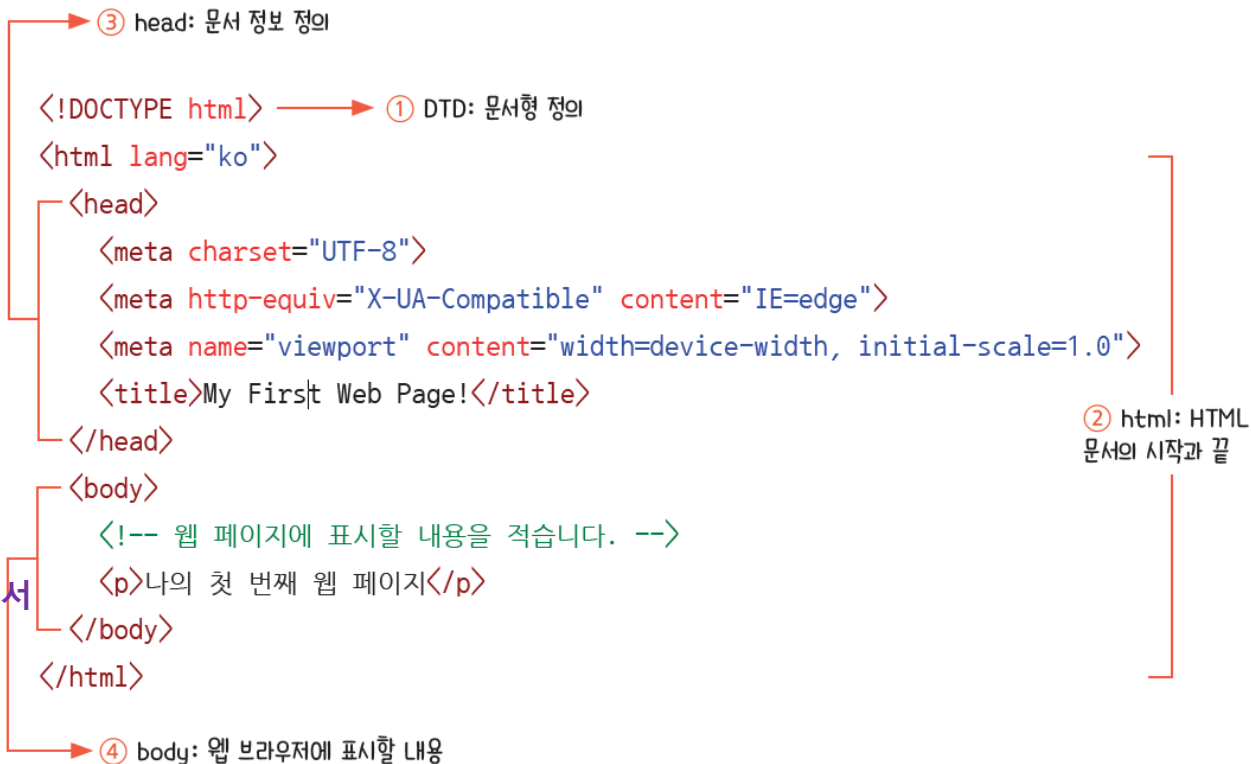 ③ head: 문서 정보 정의
<!DOCTYPE html> ① DTD: 문서형 정의
<html lang="ko">
<head>
<meta charset="UTF-8">
<meta http-equiv="X-UA-Compatible" content="IE=edge">
<meta name="viewport" content="width=device-width, initial-scale=1.0">
<title>My First Web Page!</title>
② html: HTML
문서의 시작과 끝
</head>
<body>
<!-- 웹 페이지에 표시할 내용을 적습니다. -->
<p>나의 첫 번째 웹 페이지</p>
서
</body>
</html>
④ body: 웹 브라우저에 표시할 내용